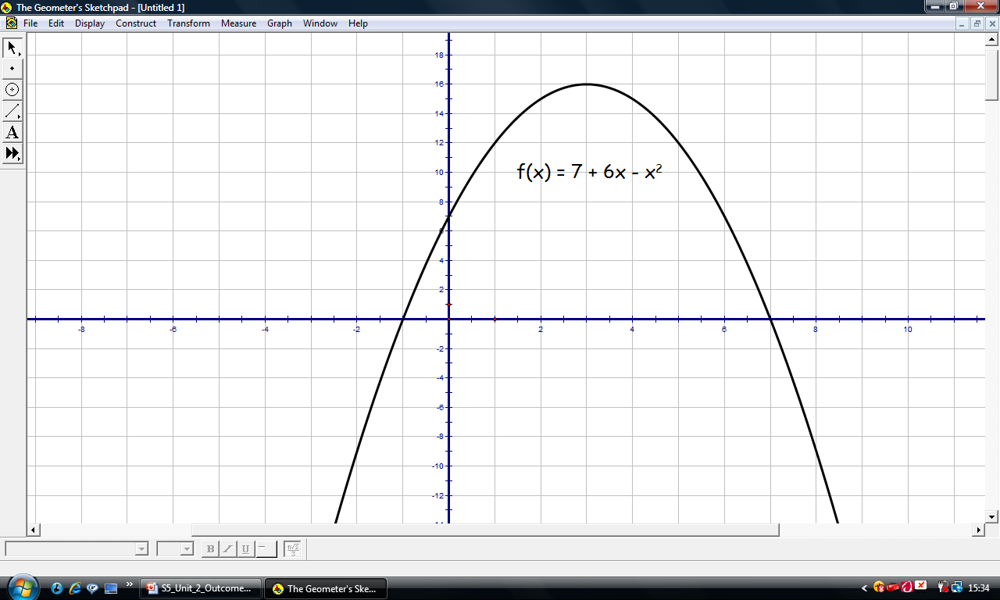 The Geometer's Sketchpad - [Untitled 1]
File Edit Display Construct Transform Measure Graph Window Help
A
18
16
14
12
10
f(x) = 7 + 6x - x²
8
6
4
2
-8 -6 -4 -2 2 4 6 8 10
-2
-4
-6
-8
-10
-12
-14
B I U
S5_Unit_2_Outcome... The Geometer's Ske... 15:34